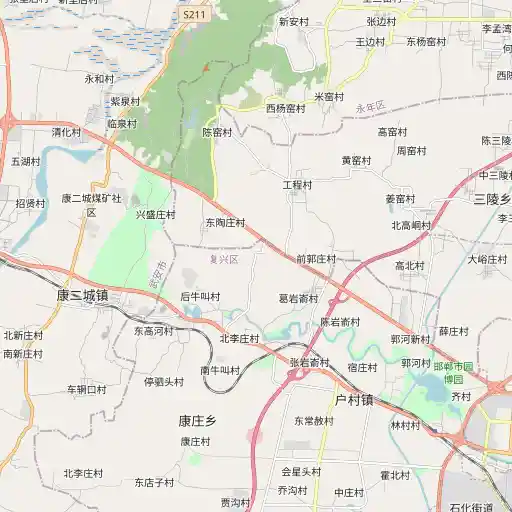 新安村
张边村
李孟湾
S211
王边村
东杨窑村
永和村
西陈
紫泉村
米窑村
西杨窑村
永年区
临泉村
清化村
陈窑村
高窑村
陈三陵
黄窑村
周窑村
五湖村
中三陵村
工程村
康二城煤矿社
区
姜窑村
三陵乡
招贤村
兴盛庄村
东陶庄村
北高峒村
复兴区
前郭庄村
大峪庄村
高北村
武安市
康二城镇
后牛叫村
葛岩嵛村
陈岩嵛村
薛庄村
北新庄村
东高河村
北李庄村
郭河新村
南新庄村
张岩嵛村
郭河村
邯郸市园
博园
宿庄村
南牛叫村
停驷头村
车辋口村
户村镇
齐村
康庄乡
东常赦村
林村村
康庄村
北李庄村
会星头村
霍北村
东店子村
乔沟村
中庄村
贾沟村
石化街道